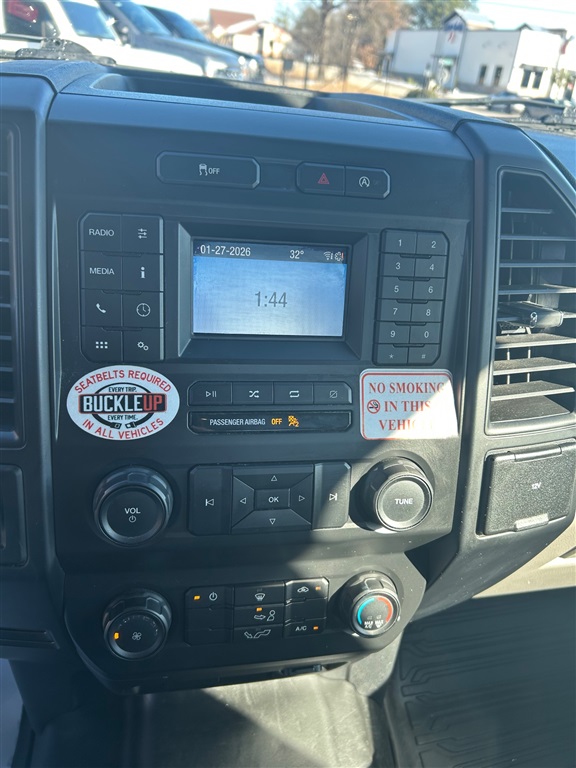 OFF
A
RADIO
MEDIA
i
01-27-2026 32°
1:44
1 2
3 4
5 6
7 8
9 0
* #
SEATBELTS REQUIRED
EVERY TRIP.
BUCKLE UP
EVERY TIME.
IN ALL VEHICLES
PASSENGER AIRBAG OFF
NO SMOKING
IN THIS
VEHICLE
VOL
OK
TUNE
12V
A/C
MAX A/C